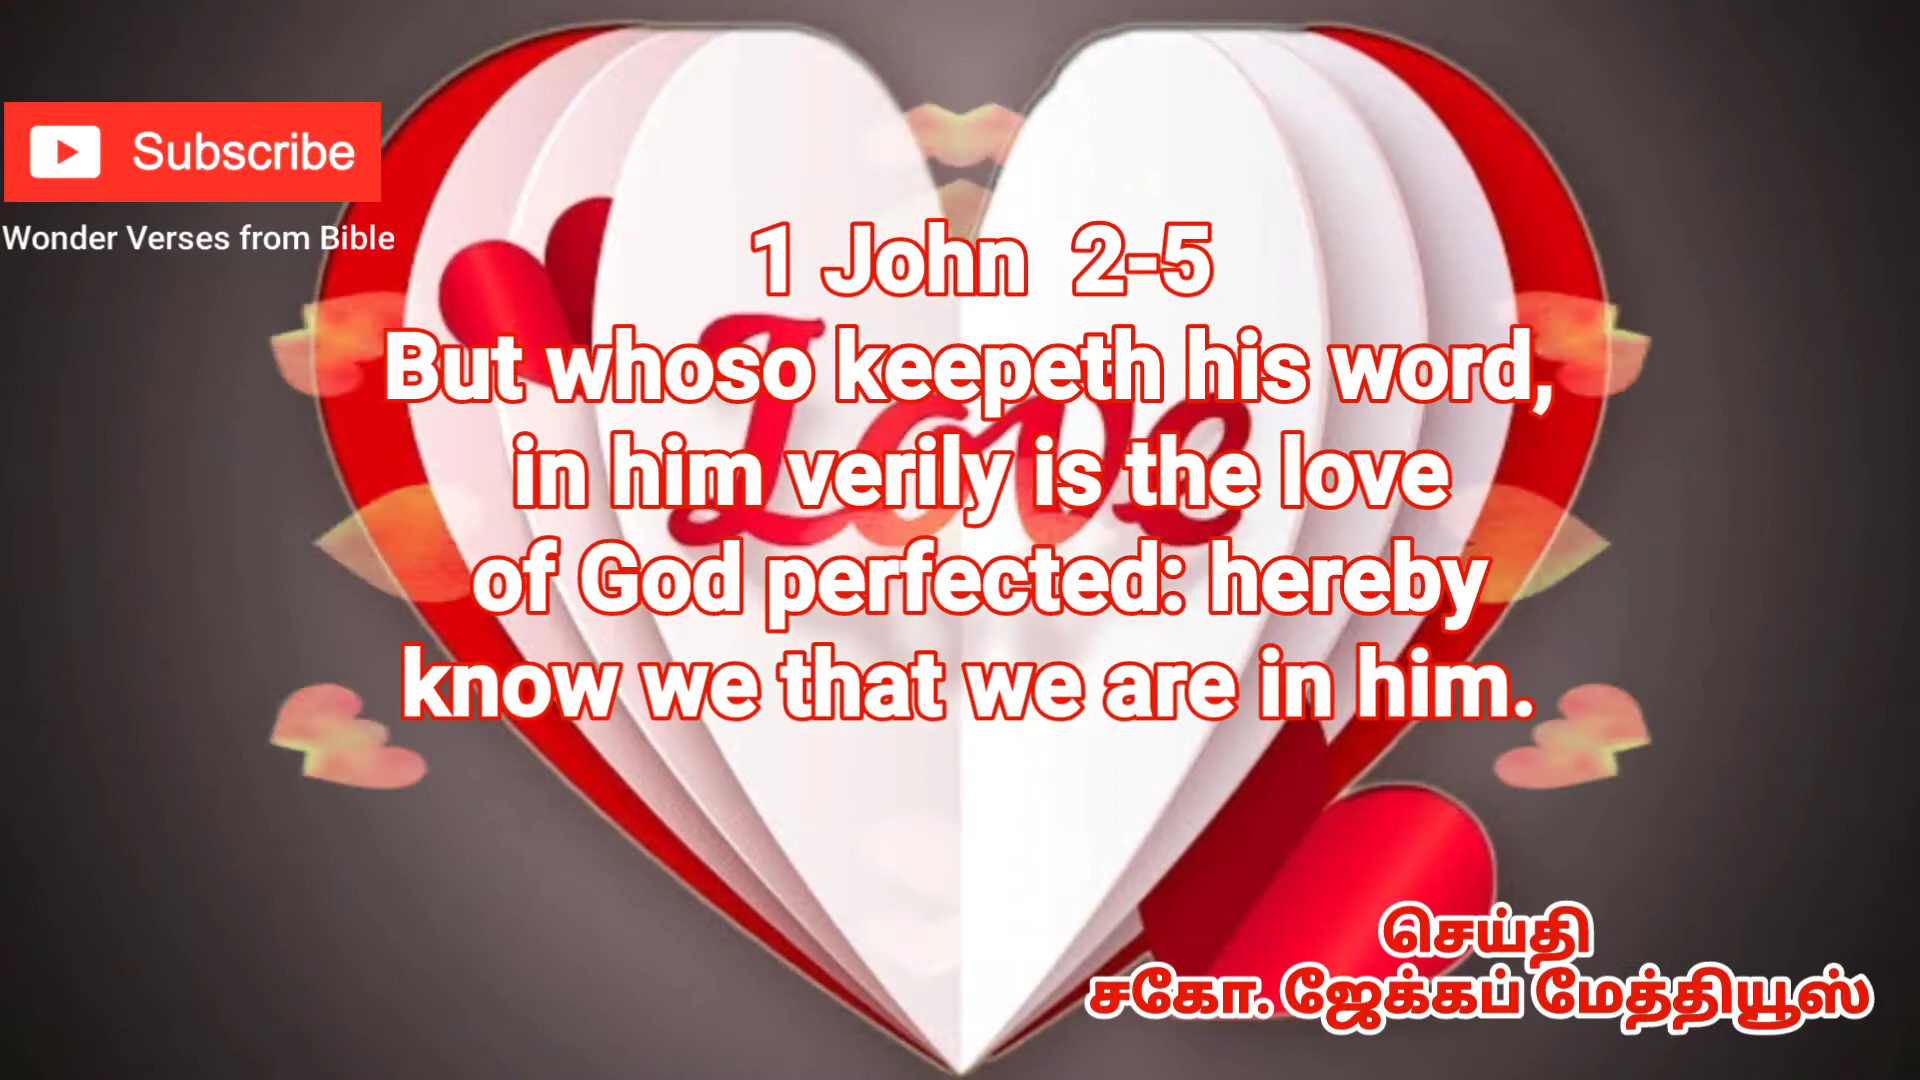 Subscribe
Wonder Verses from Bible
1 John 2-5
Love
But whoso keepeth his word,
in him verily is the love
of God perfected: hereby
know we that we are in him.
செய்தி
சகோ. ஜேக்கப் மேத்தியூஸ்